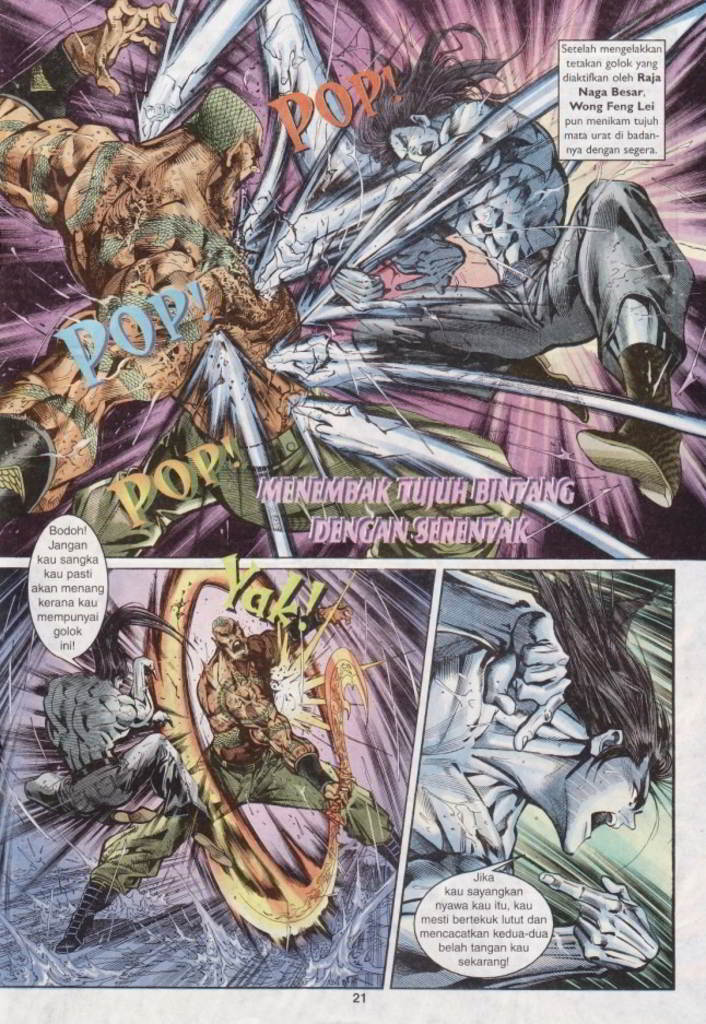 Setelah mengelakkan
tetakan golok yang
diaktifkan oleh Raja
Naga Besar,
Wong Feng Lei
pun menikam tujuh
mata urat di badan-
nya dengan segera.
POP!
POP!
POP!
MENEMBAK TUJUH BINTANG
DENGAN SERENTAK
Bodoh!
Jangan
kau sangka
kau pasti
akan menang
kerana kau
mempunyai
golok
ini!
Yak!
Jika
kau sayangkan
nyawa kau itu, kau
mesti bertekuk lutut dan
mencacatkan kedua-dua
belah tangan kau
sekarang!
21